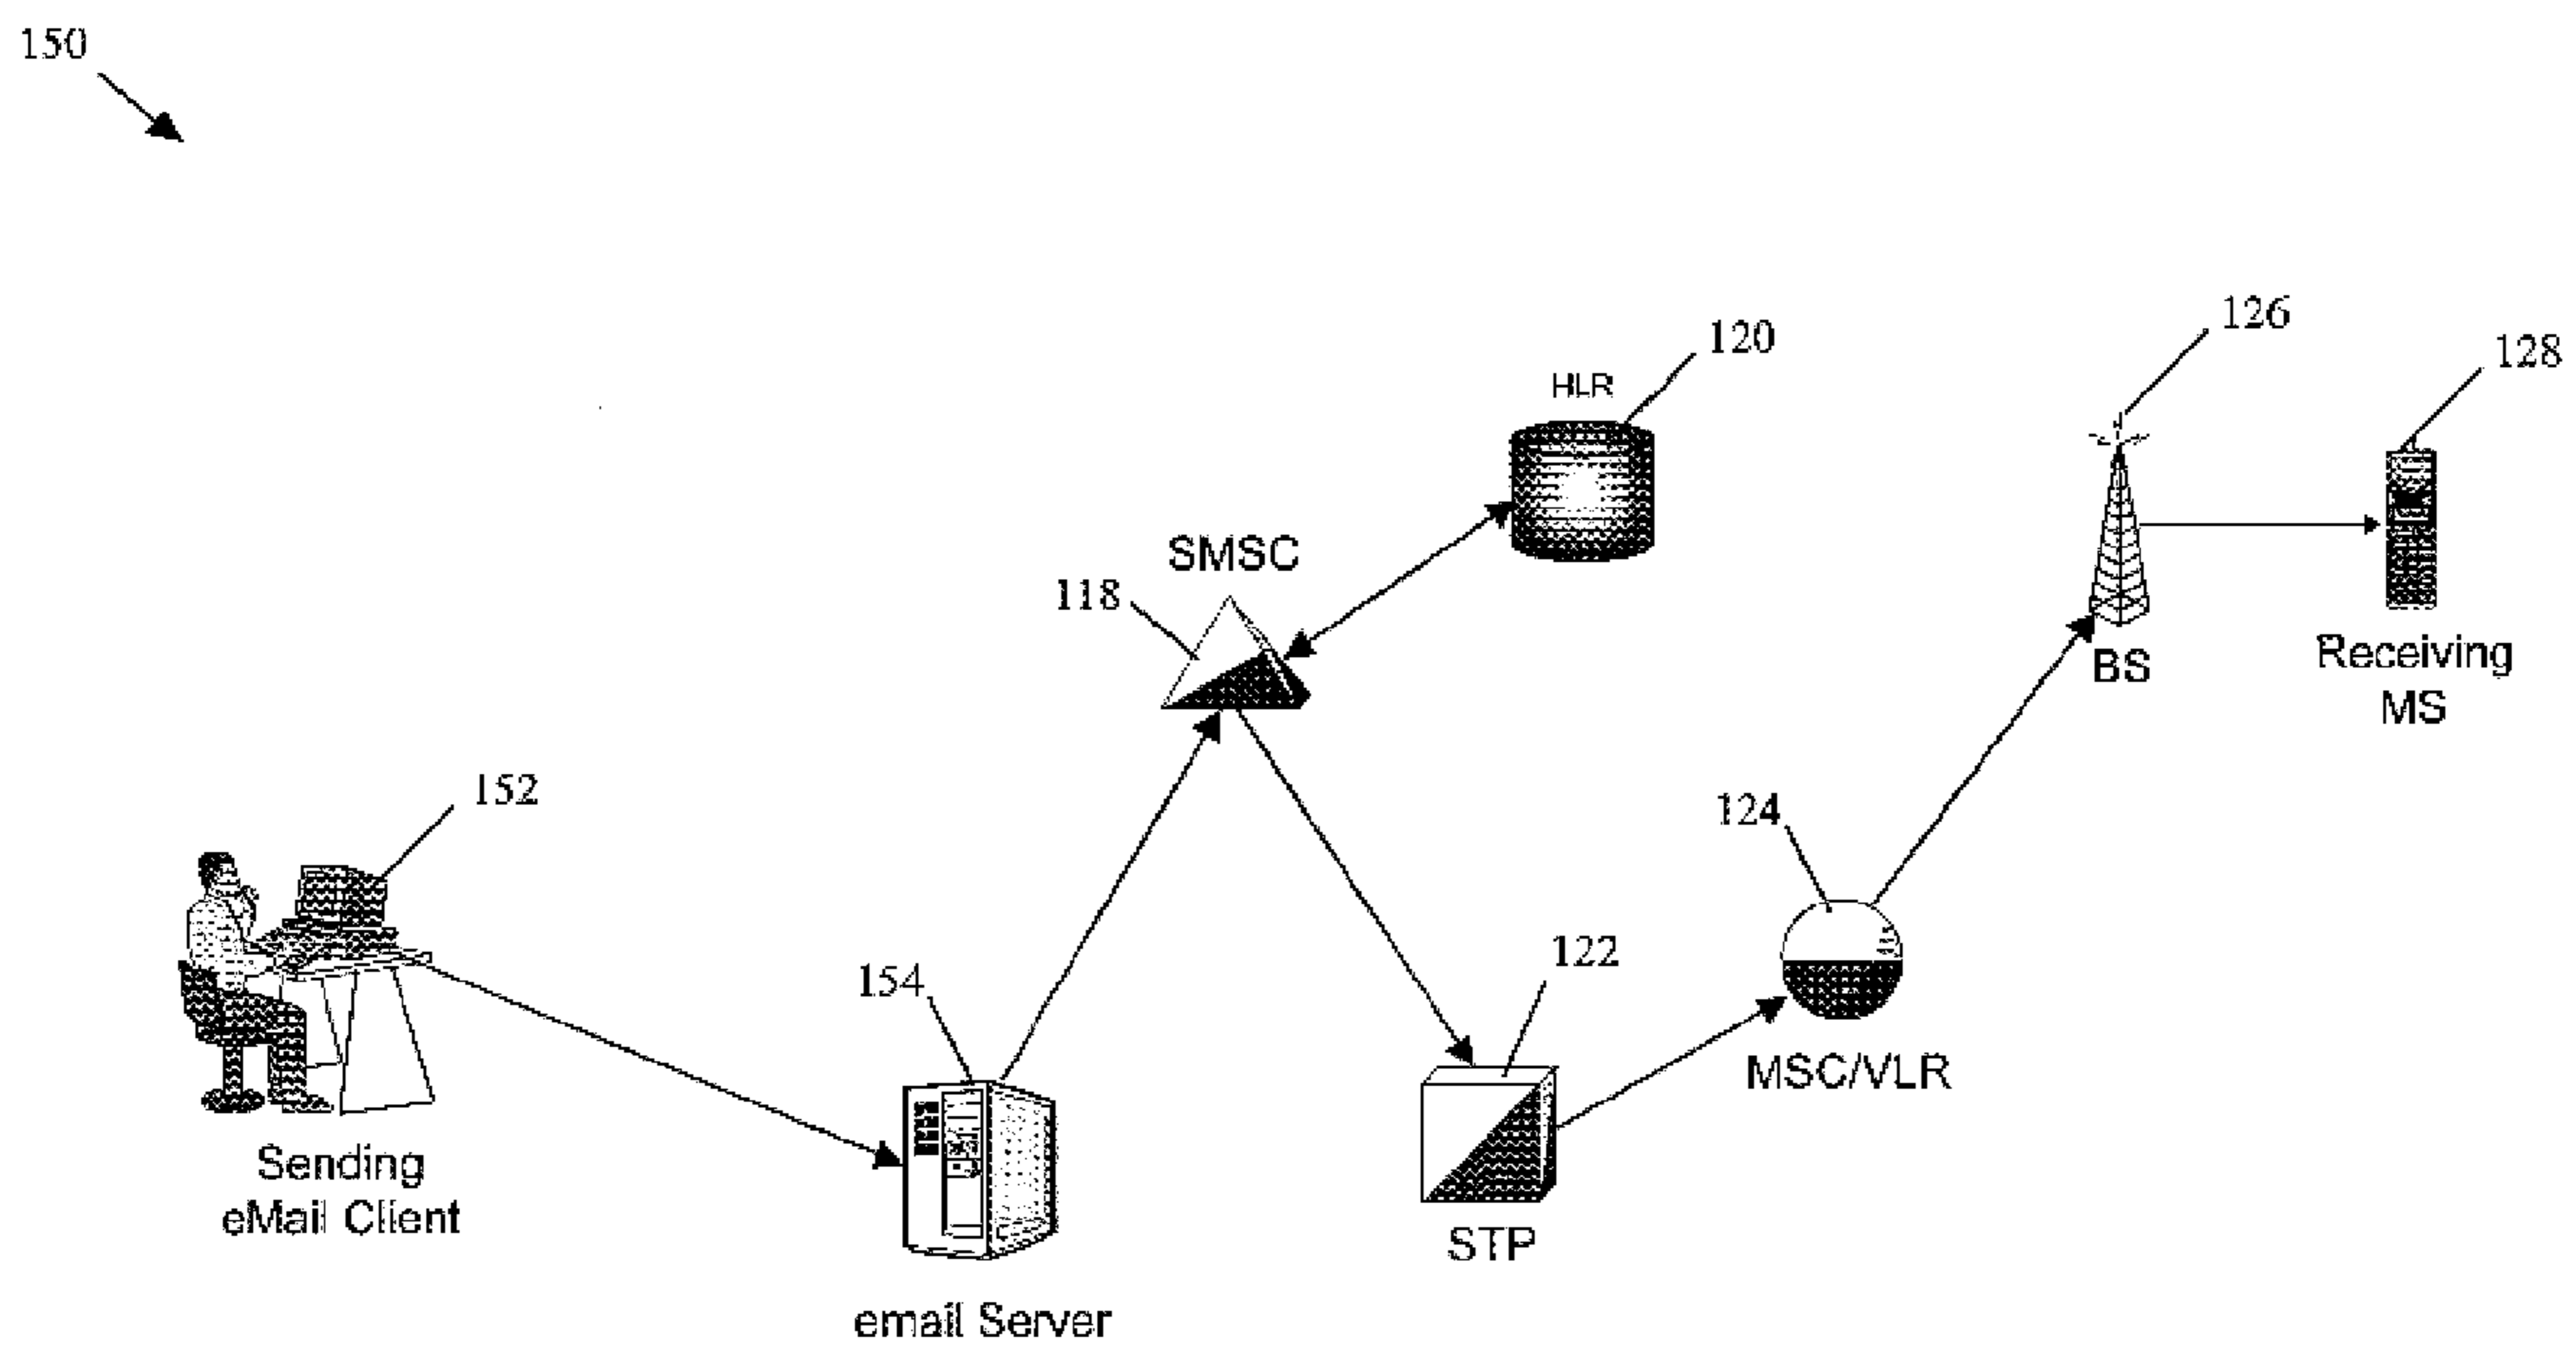 150
126
120
128
HLR
SMSC
118
BS
Receiving
MS
152
124
122
154
MSC/VLR
Sending
eMail Client
STP
email Server